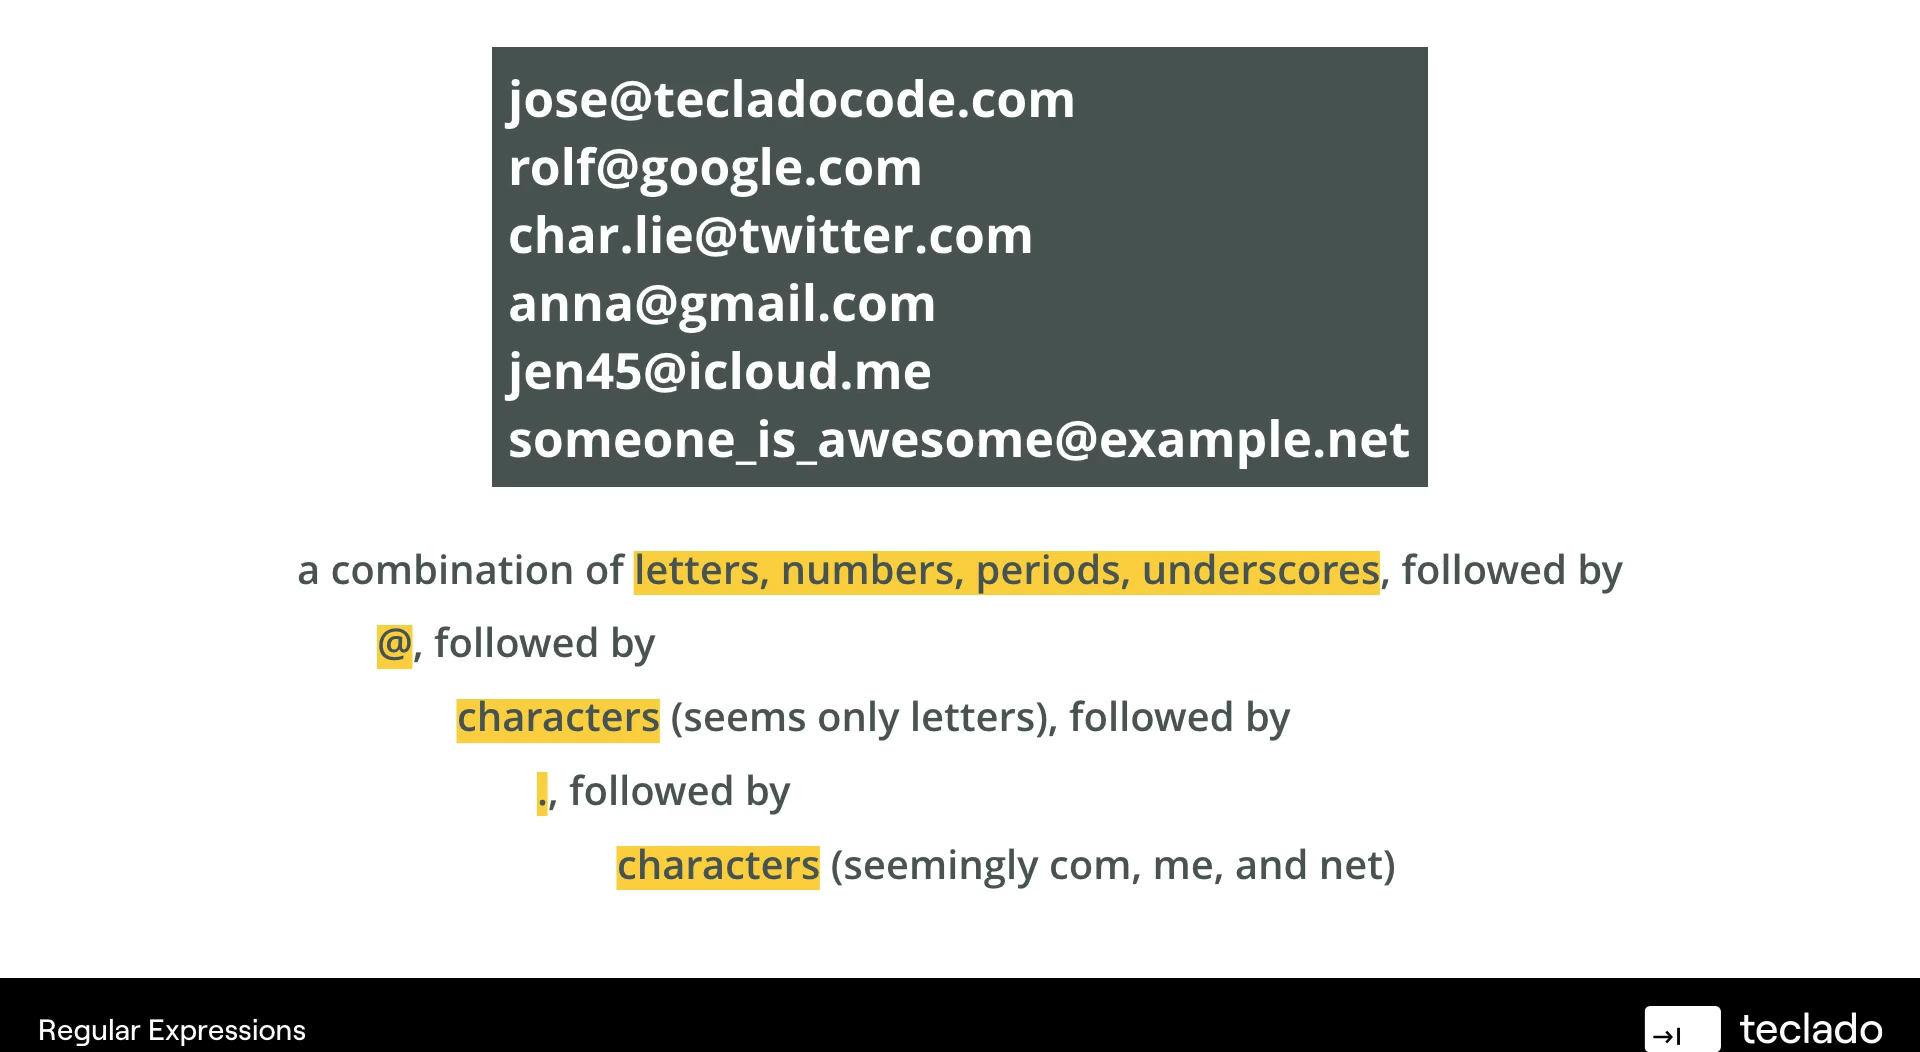 jose@tecladocode.com
rolf@google.com
char.lie@twitter.com
anna@gmail.com
jen45@icloud.me
someone_is_awesome@example.net
a combination of letters, numbers, periods, underscores, followed by
@, followed by
characters (seems only letters), followed by
., followed by
characters (seemingly com, me, and net)
Regular Expressions
teclado